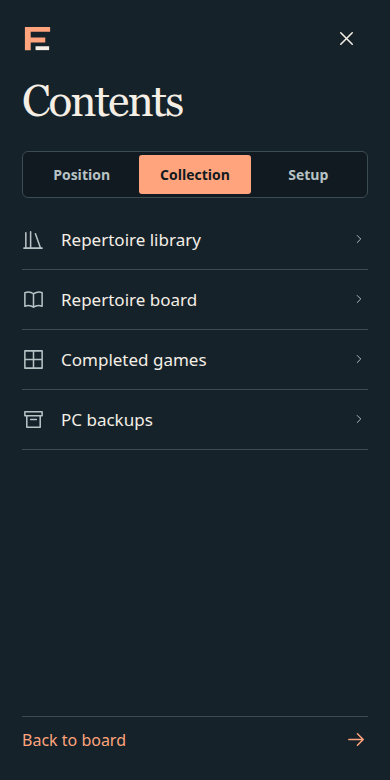 Contents
Position Collection Setup
Repertoire library
Repertoire board
Completed games
PC backups
Back to board